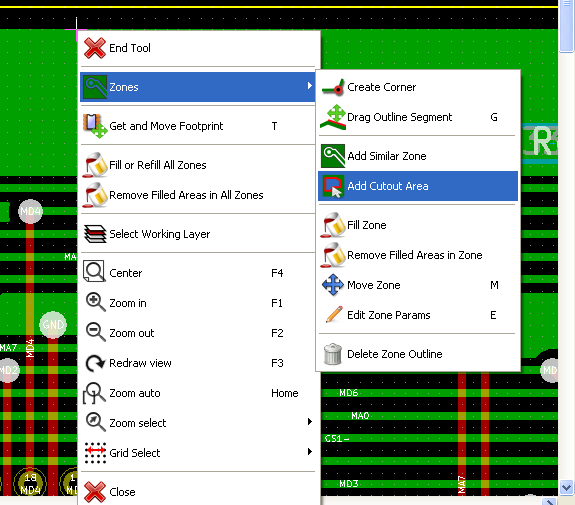 End Tool
Zones
Get and Move Footprint T
Fill or Refill All Zones
Remove Filled Areas in All Zones
Select Working Layer
Center F4
Zoom in F1
Zoom out F2
Redraw view F3
Zoom auto Home
Zoom select
Grid Select
Close
Create Corner
Drag Outline Segment G
Add Similar Zone
Add Cutout Area
Fill Zone
Remove Filled Areas in Zone
Move Zone M
Edit Zone Params E
Delete Zone Outline
R
MD4
MA
GND
MA7
MD4
MD2
18
MD4
1
MD
MD6
MA0
CS1-
MD3
MA7
MD